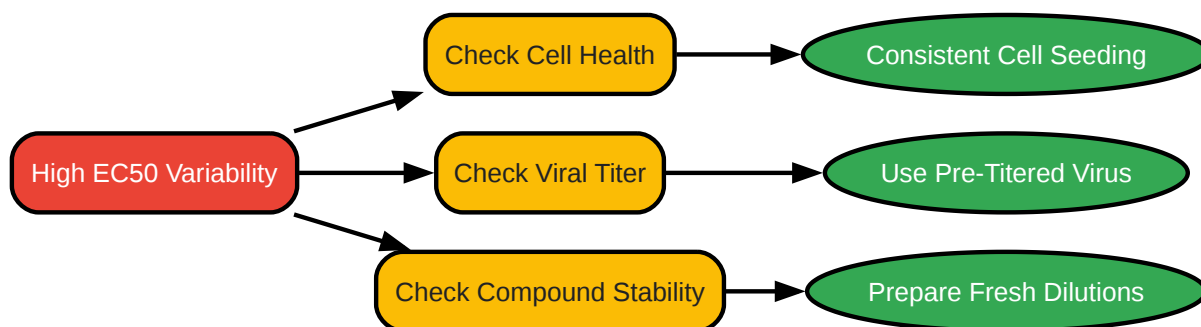 Check Cell Health
Consistent Cell Seeding
High EC50 Variability
Check Viral Titer
Use Pre-Titered Virus
Check Compound Stability
Prepare Fresh Dilutions